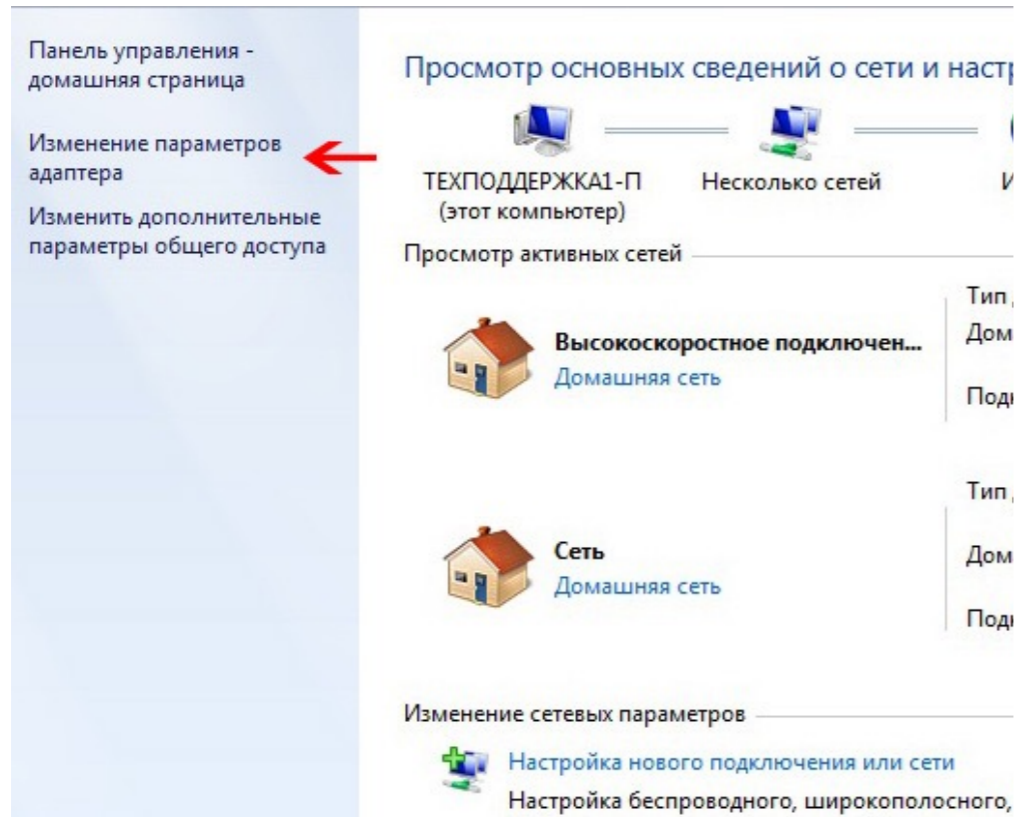 Панель управления -
домашняя страница
Изменение параметров
адаптера
Изменить дополнительные
параметры общего доступа
Просмотр основных сведений о сети и
ТЕХПОДДЕРЖКА1-П
(этот компьютер)
Несколько сетей
Просмотр активных сетей
Высокоскоростное подключен...
Домашняя сеть
Тип
Сеть
Домашняя сеть
Тип
Изменение сетевых параметров
Настройка нового подключения или сети
Настройка беспроводного, широкополосного,